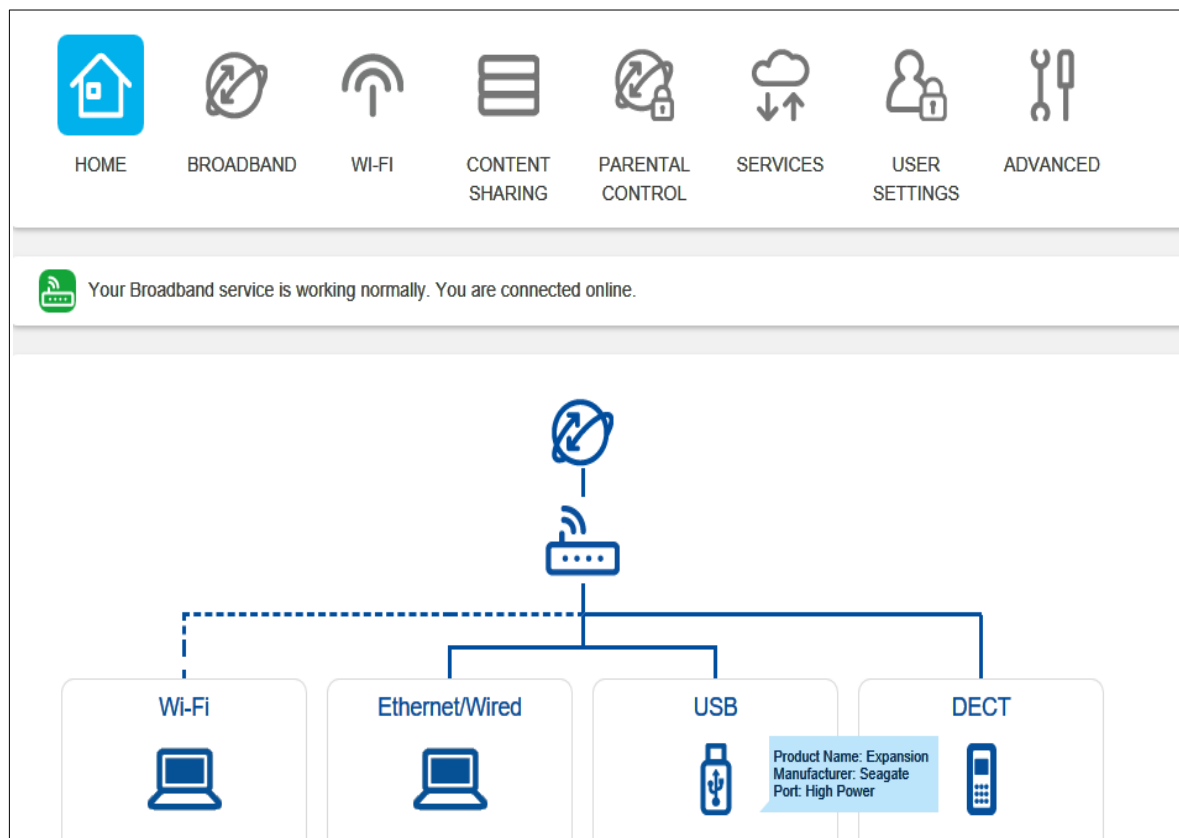 HOME
BROADBAND
WI-FI
CONTENT
SHARING
PARENTAL
CONTROL
SERVICES
USER
SETTINGS
ADVANCED
Your Broadband service is working normally. You are connected online.
Wi-Fi
Ethernet/Wired
USB
DECT
Product Name: Expansion
Manufacturer: Seagate
Port: High Power